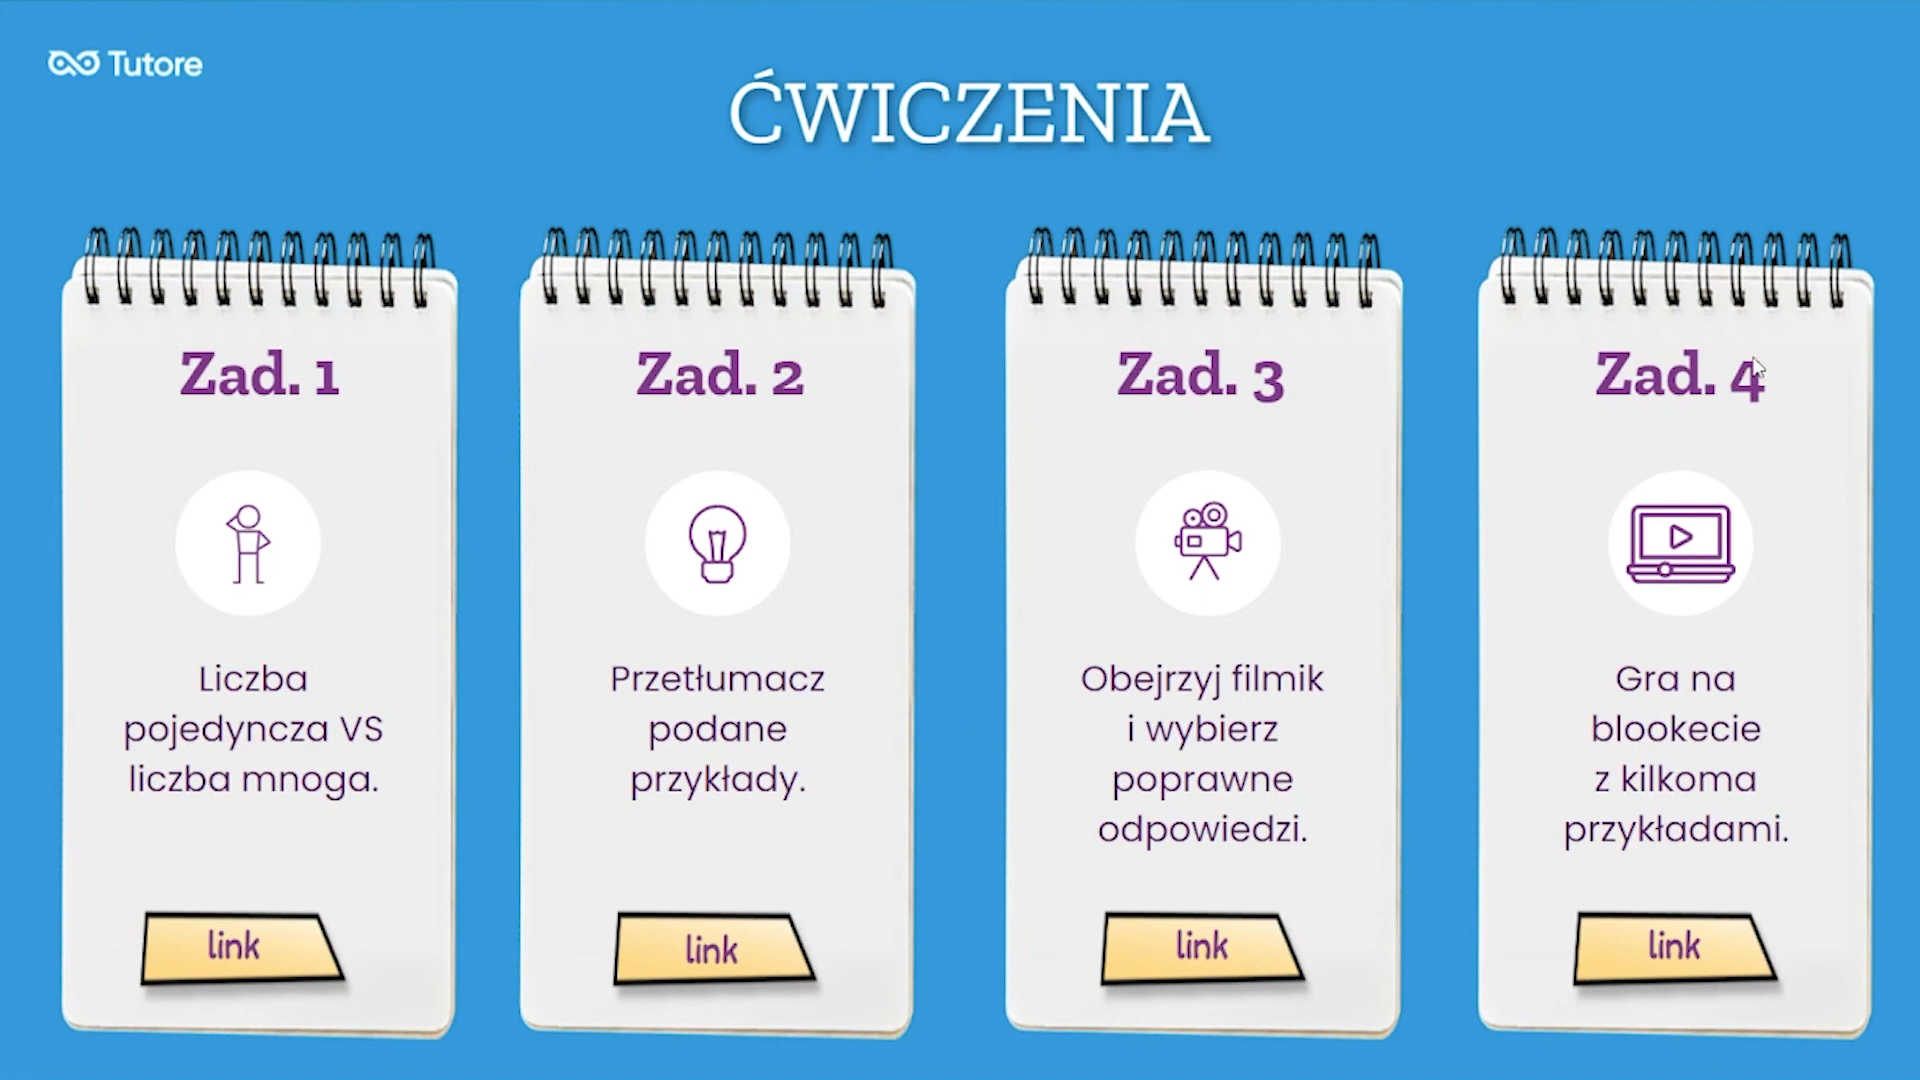 Tutore
ĆWICZENIA
Zad. 1
Liczba
pojedyncza VS
liczba mnoga.
link
Zad. 2
Przetłumacz
podane
przykłady.
link
Zad. 3
Obejrzyj filmik
i wybierz
poprawne
odpowiedzi.
link
Zad. 4
Gra na
blookecie
z kilkoma
przykładami.
link